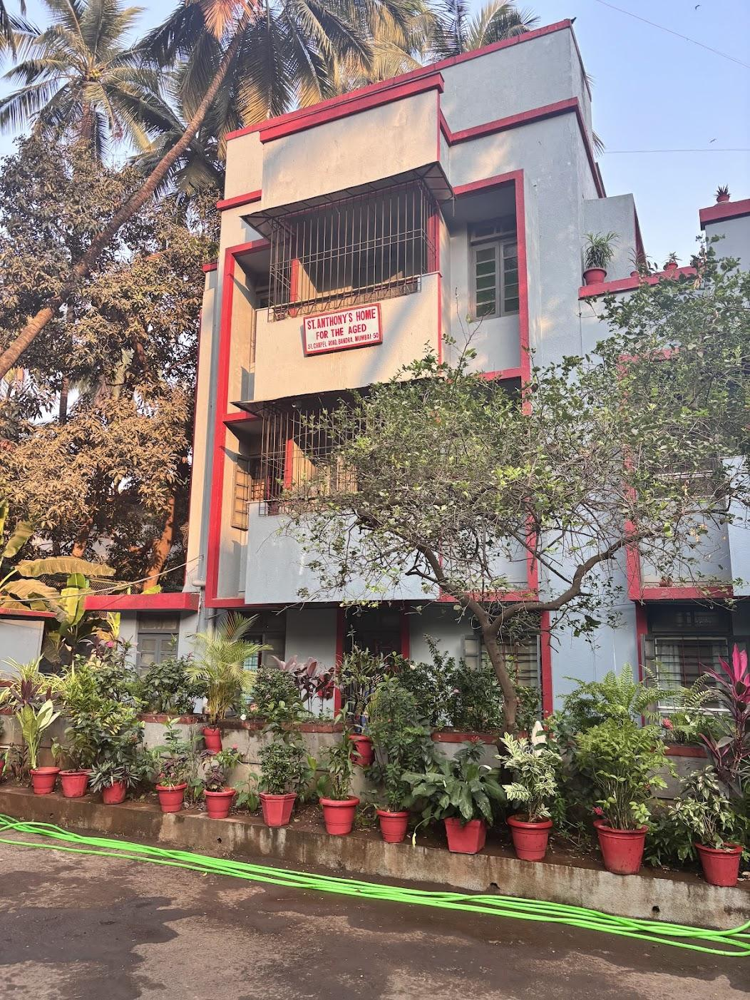 ST.ANTHONY'S HOME
FOR THE AGED
51, CHAPEL ROAD, BANDRA, MUMBAI-50